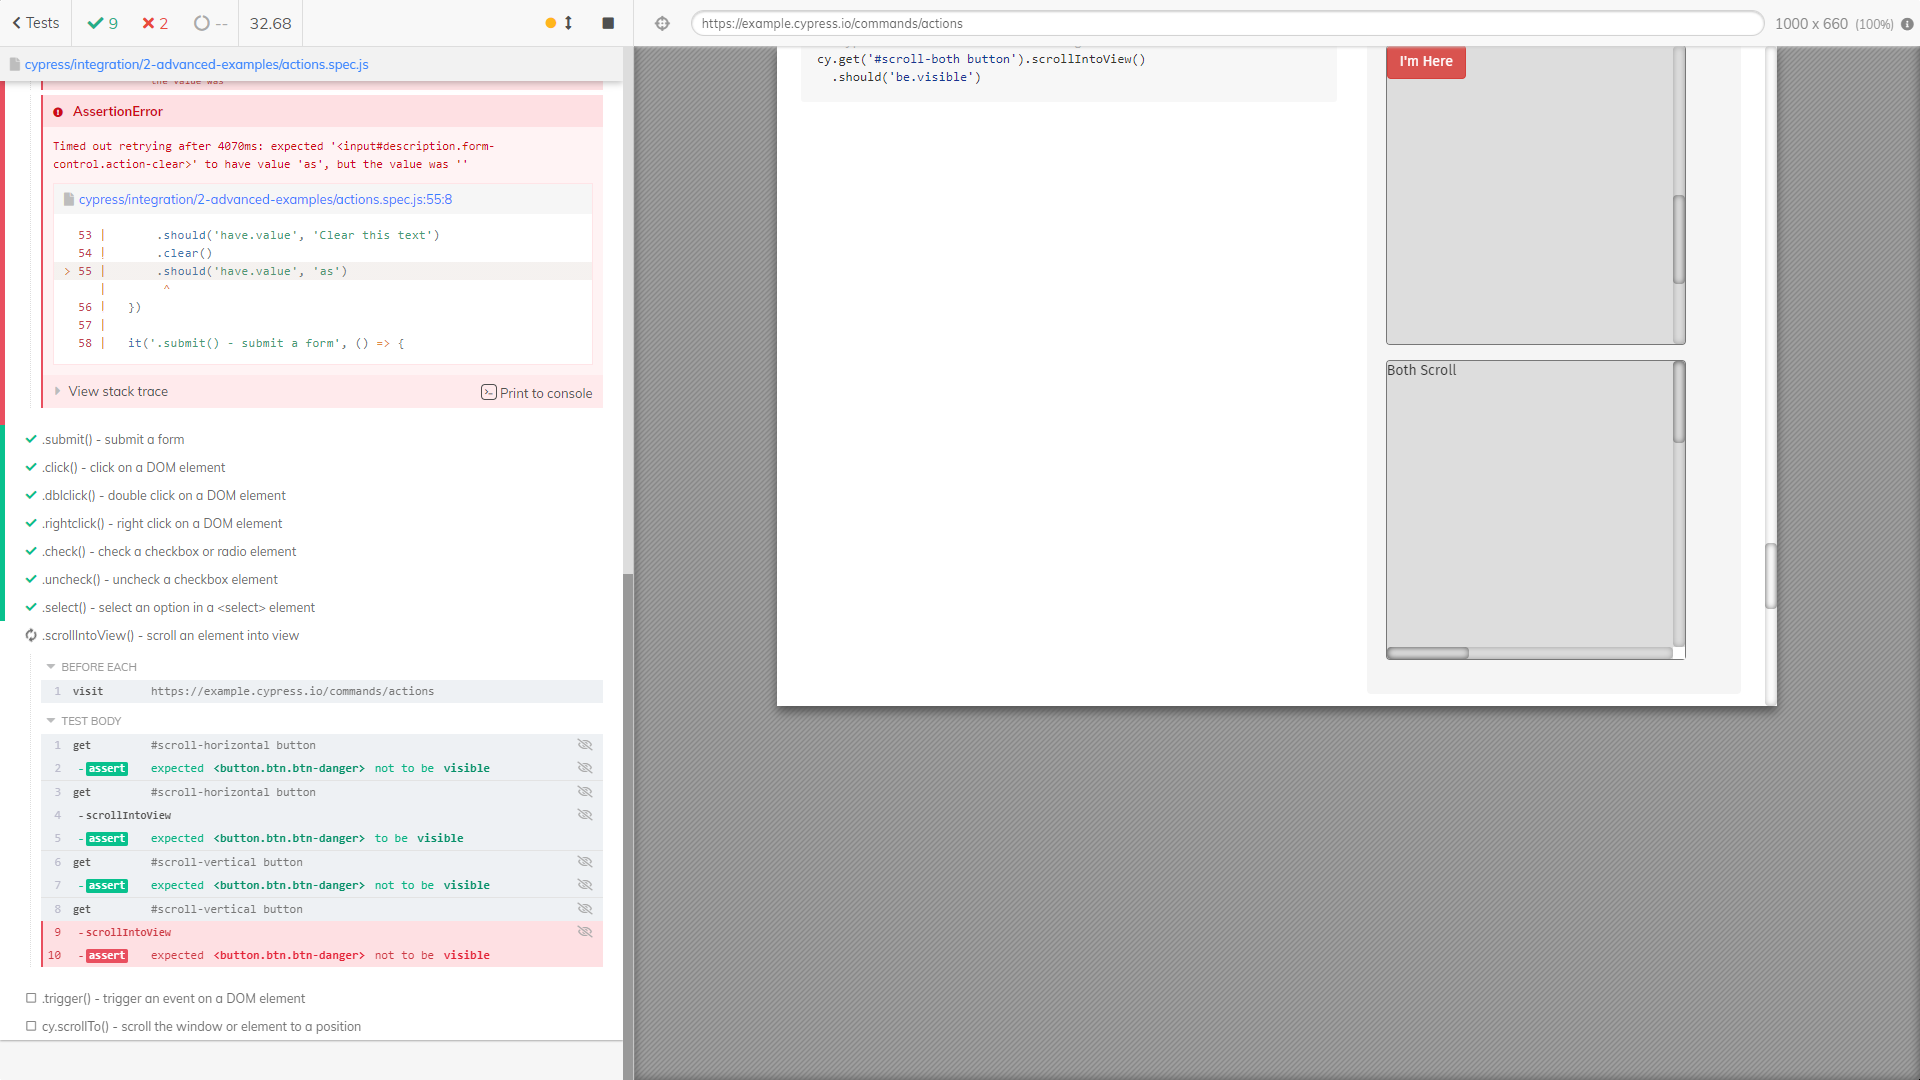 Tests
9
2
--
32.68
https://example.cypress.io/commands/actions
1000 x 660 (100%)
cypress/integration/2-advanced-examples/actions.spec.js
the value was
AssertionError
Timed out retrying after 4070ms: expected '<input#description.form-
control.action-clear>' to have value 'as', but the value was ''
cypress/integration/2-advanced-examples/actions.spec.js:55:8
53 | .should('have.value', 'Clear this text')
54 | .clear()
> 55 | .should('have.value', 'as')
| ^
56 | })
57 |
58 | it('.submit() - submit a form', () => {
View stack trace
Print to console
.submit() - submit a form
.click() - click on a DOM element
.dblclick() - double click on a DOM element
.rightclick() - right click on a DOM element
.check() - check a checkbox or radio element
.uncheck() - uncheck a checkbox element
.select() - select an option in a <select> element
.scrollIntoView() - scroll an element into view
BEFORE EACH
1 visit https://example.cypress.io/commands/actions
TEST BODY
1 get #scroll-horizontal button
2 -assert expected <button.btn.btn-danger> not to be visible
3 get #scroll-horizontal button
4 -scrollIntoView
5 -assert expected <button.btn.btn-danger> to be visible
6 get #scroll-vertical button
7 -assert expected <button.btn.btn-danger> not to be visible
8 get #scroll-vertical button
9 -scrollIntoView
10 -assert expected <button.btn.btn-danger> not to be visible
.trigger() - trigger an event on a DOM element
cy.scrollTo() - scroll the window or element to a position
cy.get('#scroll-both button').scrollIntoView()
.should('be.visible')
I'm Here
Both Scroll